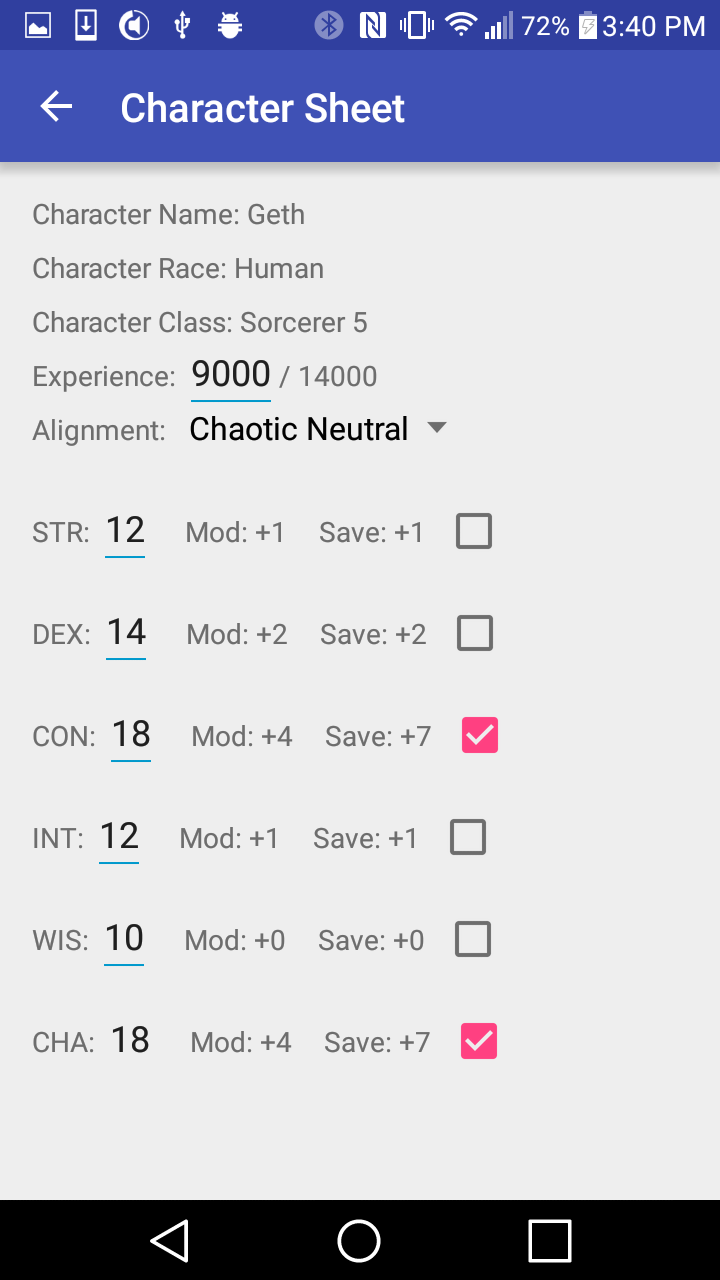 72% 3:40 PM
Character Sheet
Character Name: Geth
Character Race: Human
Character Class: Sorcerer 5
Experience: 9000 / 14000
Alignment: Chaotic Neutral
STR: 12 Mod: +1 Save: +1
DEX: 14 Mod: +2 Save: +2
CON: 18 Mod: +4 Save: +7
INT: 12 Mod: +1 Save: +1
WIS: 10 Mod: +0 Save: +0
CHA: 18 Mod: +4 Save: +7